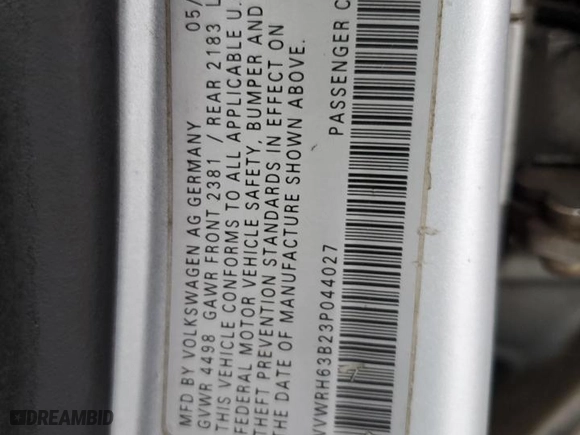 MFD BY VOLKSWAGEN AG GERMANY 05/
GVWR 4498 GAWR FRONT 2381 / REAR 2183 L
THIS VEHICLE CONFORMS TO ALL APPLICABLE U.
FEDERAL MOTOR VEHICLE SAFETY, BUMPER AND
THEFT PREVENTION STANDARDS IN EFFECT ON
THE DATE OF MANUFACTURE SHOWN ABOVE.
PASSENGER C
VVWRH63B23P044027
DREAMBID